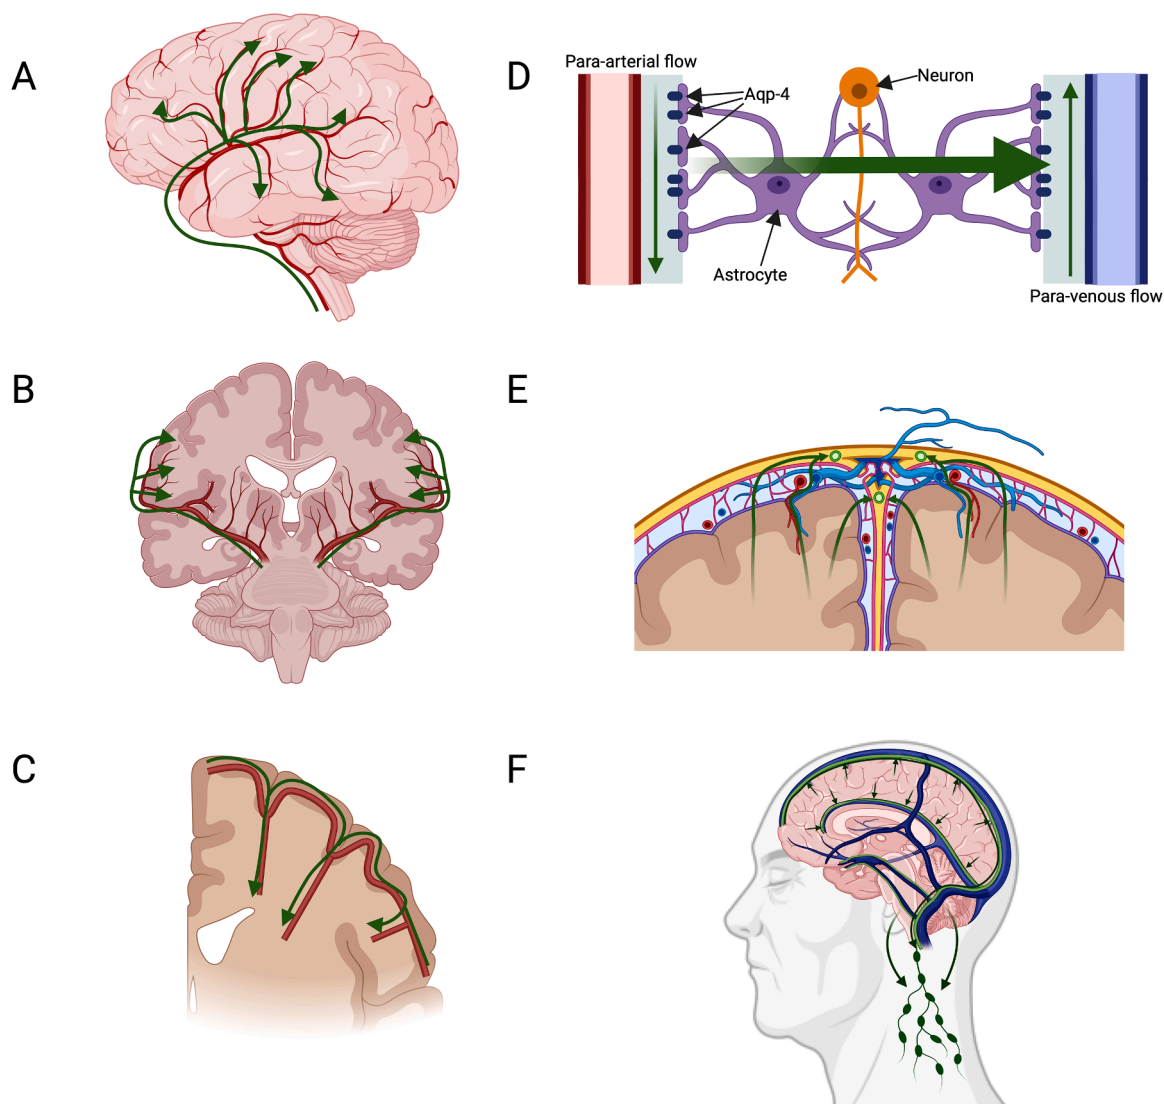 A
D
Para-arterial flow
Aqp-4
Neuron
Astrocyte
Para-venous flow
B
E
C
F